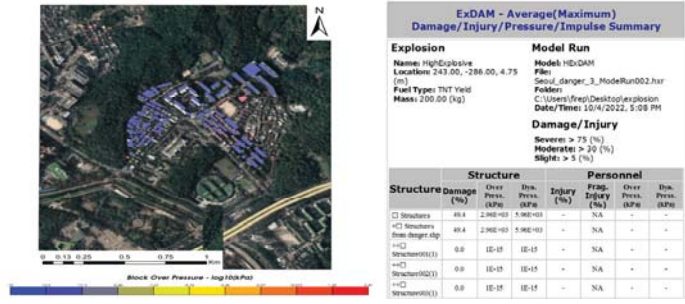 N
0 0.13 0.25 0.5 0.75 1
Km
Block Over Pressure - log10(kPa)
ExDAM - Average(Maximum)
Damage/Injury/Pressure/Impulse Summary
Explosion
Name: HighExplosive
Location: 243.00, -286.00, 4.75
(m)
Fuel Type: TNT Yield
Mass: 200.00 (kg)
Model Run
Model: HExDAM
File:
Seoul_danger_3_ModelRun002.hxr
Folder:
C:\Users\firep\Desktop\explosion
Date/Time: 10/4/2022, 5:08 PM
Damage/Injury
Severe: > 75 (%)
Moderate: > 30 (%)
Slight: > 5 (%)
Structure Personnel
Structure Damage (%) Over Press. (kPa) Dyn. Press. (kPa) Injury (%) Frag. Injury (%) Over Press. (kPa) Dyn. Press. (kPa)
Structures 49.4 2.96E+03 5.96E+03 - NA - -
Structures from danger.shp 49.4 2.96E+03 5.96E+03 - NA - -
Structure001(1) 0.0 1E-15 1E-15 - NA - -
Structure002(1) 0.0 1E-15 1E-15 - NA - -
Structure003(1) 0.0 1E-15 1E-15 - NA - -